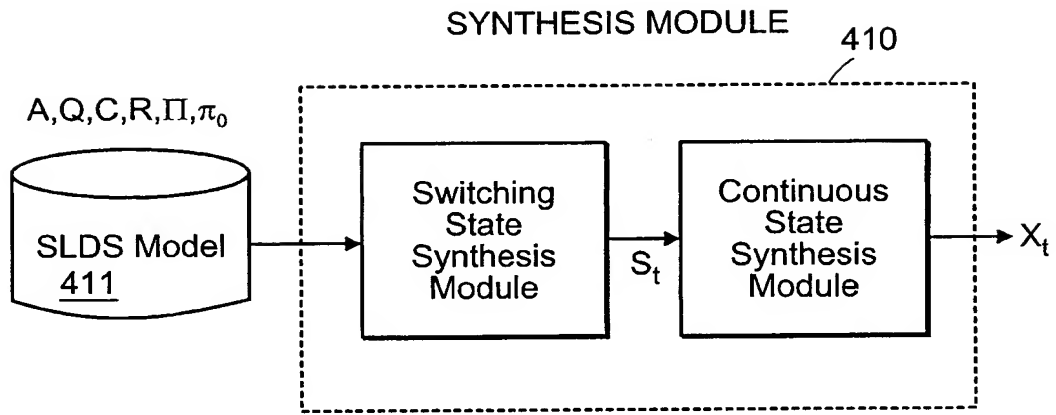 SYNTHESIS MODULE
410
A,Q,C,R,Π,π₀
SLDS Model
411
Switching
State
Synthesis
Module
Sₜ
Continuous
State
Synthesis
Module
Xₜ